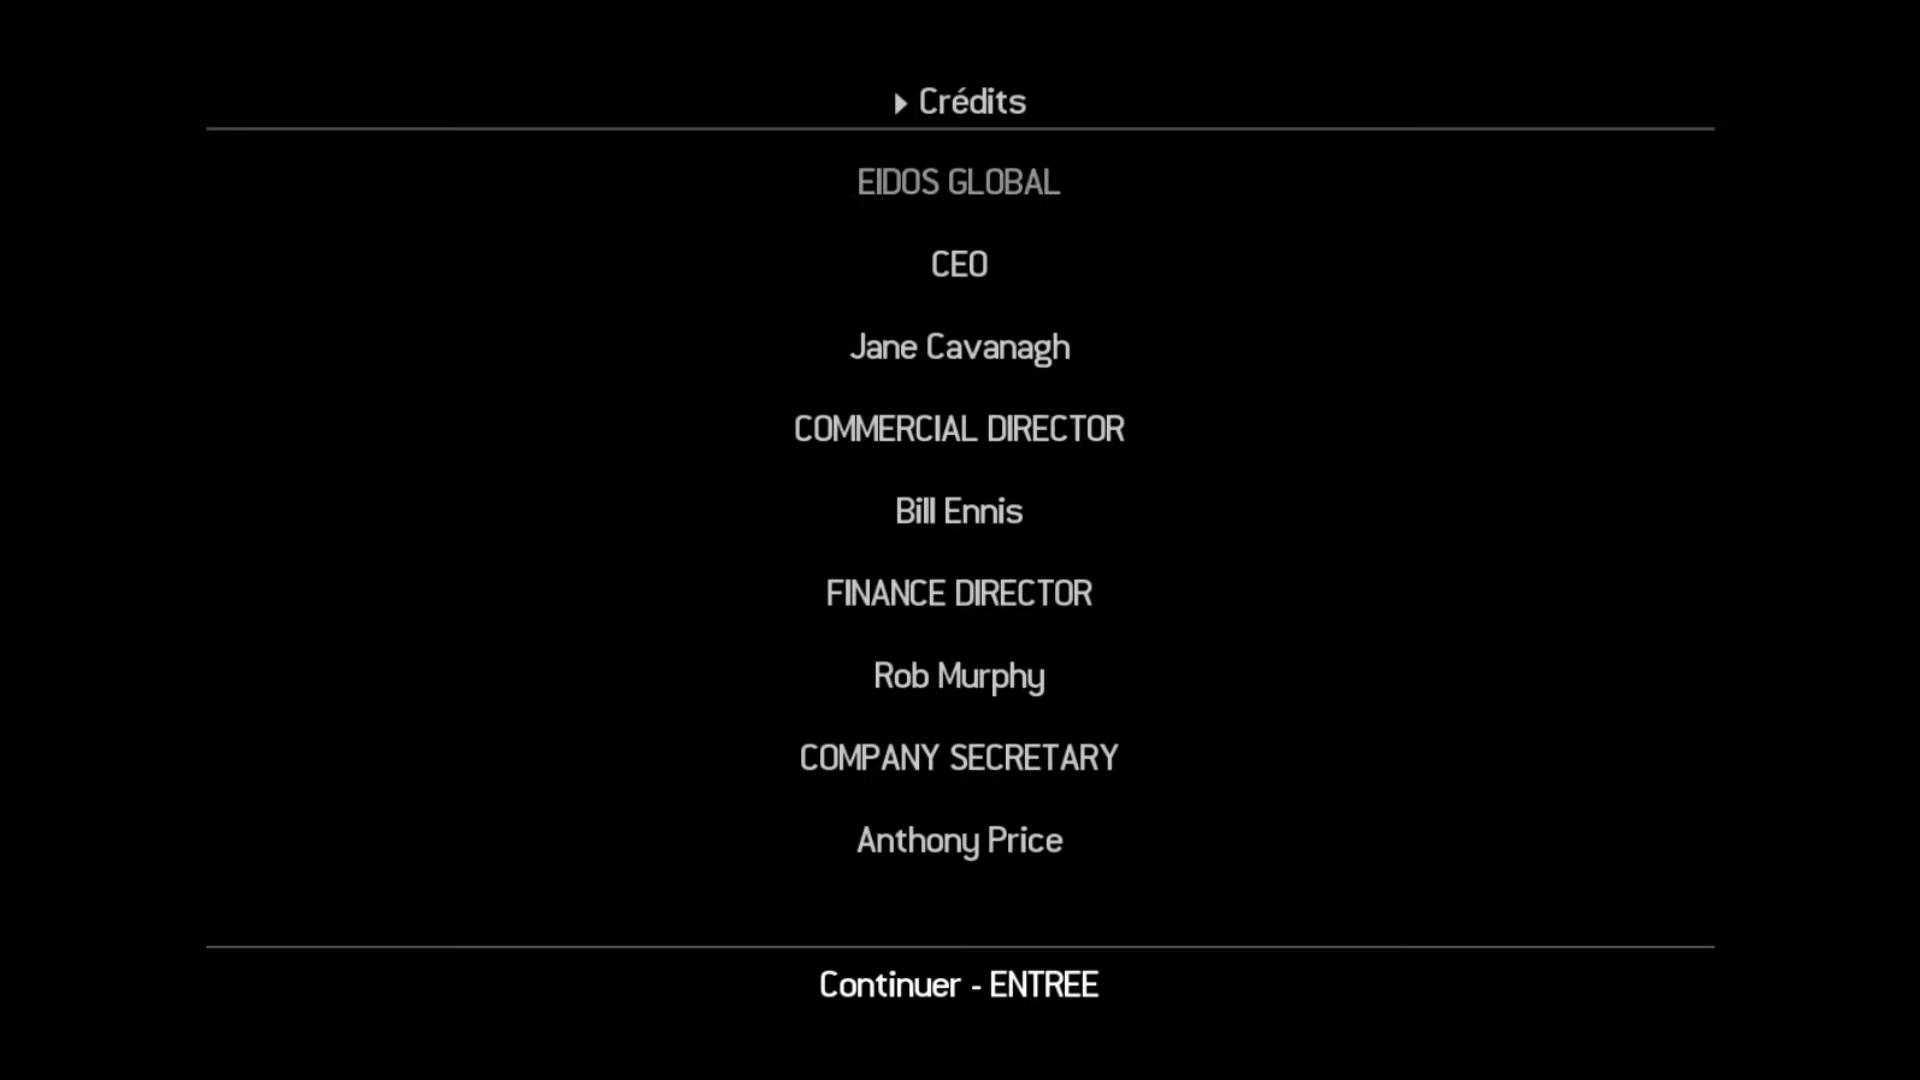 Crédits
EIDOS GLOBAL
CEO
Jane Cavanagh
COMMERCIAL DIRECTOR
Bill Ennis
FINANCE DIRECTOR
Rob Murphy
COMPANY SECRETARY
Anthony Price
Continuer - ENTREE